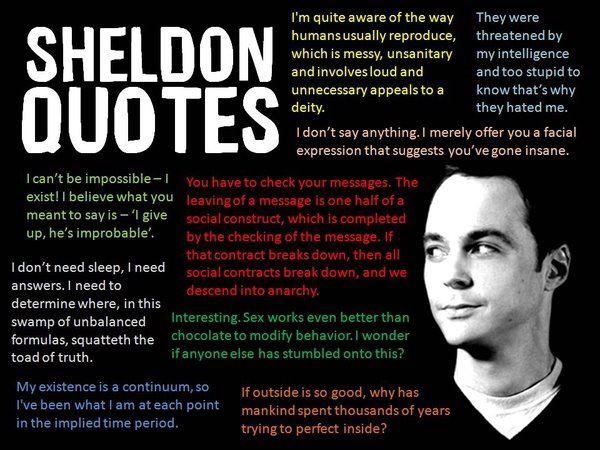 SHELDON
QUOTES
I'm quite aware of the way
humans usually reproduce,
which is messy, unsanitary
and involves loud and
unnecessary appeals to a
deity.
They were
threatened by
my intelligence
and too stupid to
know that's why
they hated me.
I don't say anything. I merely offer you a facial
expression that suggests you've gone insane.
I can't be impossible – I
exist! I believe what you
meant to say is – 'I give
up, he's improbable'.
You have to check your messages. The
leaving of a message is one half of a
social construct, which is completed
by the checking of the message. If
that contract breaks down, then all
social contracts break down, and we
descend into anarchy.
I don't need sleep, I need
answers. I need to
determine where, in this
swamp of unbalanced
formulas, squatteth the
toad of truth.
Interesting. Sex works even better than
chocolate to modify behavior. I wonder
if anyone else has stumbled onto this?
My existence is a continuum, so
I've been what I am at each point
in the implied time period.
If outside is so good, why has
mankind spent thousands of years
trying to perfect inside?